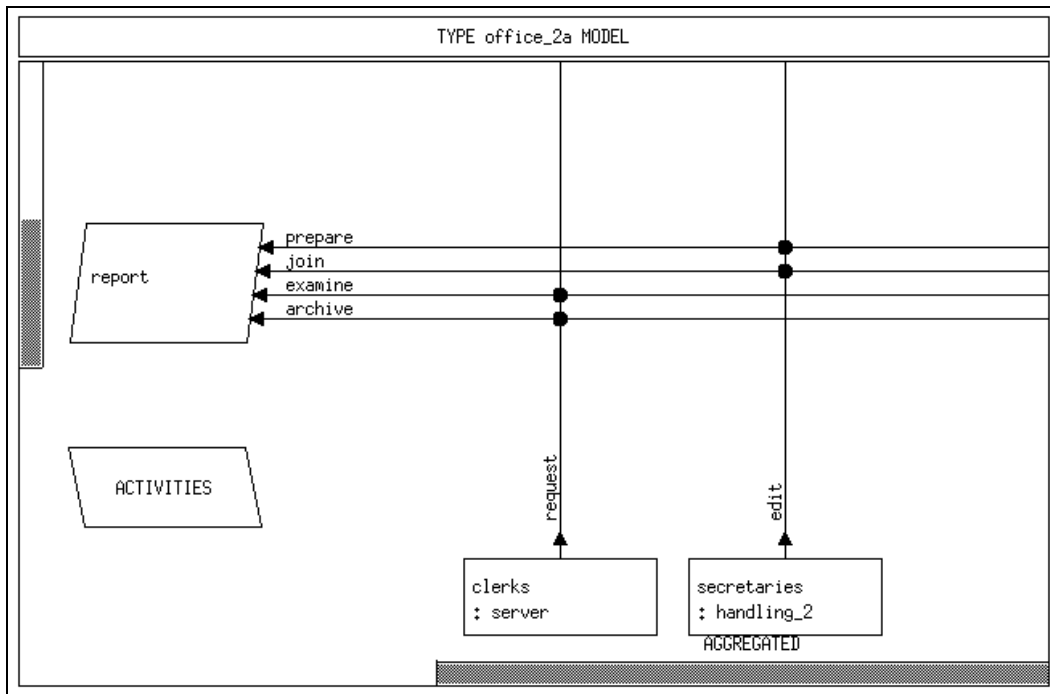 TYPE office_2a MODEL
prepare
join
report
examine
archive
request
edit
ACTIVITIES
clerks
: server
secretaries
: handling_2
AGGREGATED